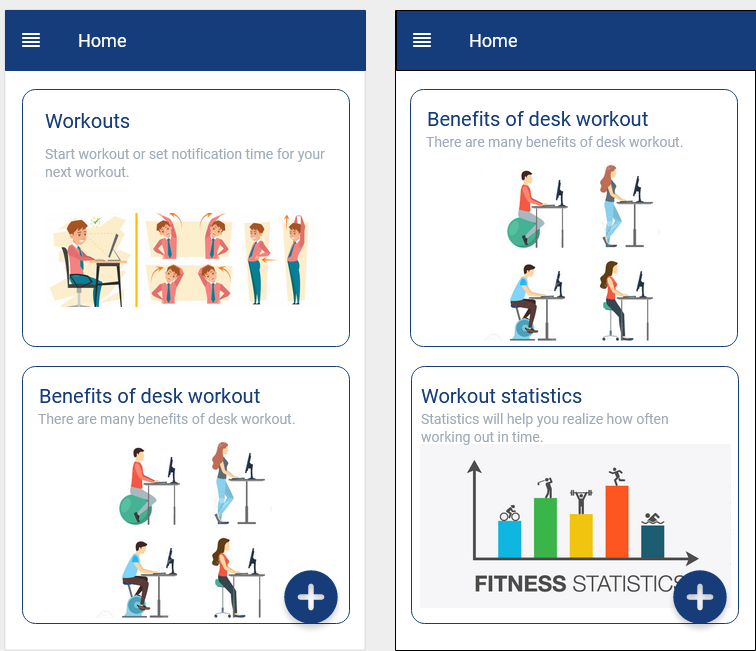 Home
Workouts
Start workout or set notification time for your
next workout.
Benefits of desk workout
There are many benefits of desk workout.
Home
Benefits of desk workout
There are many benefits of desk workout.
Workout statistics
Statistics will help you realize how often
working out in time.
FITNESS STATISTICS